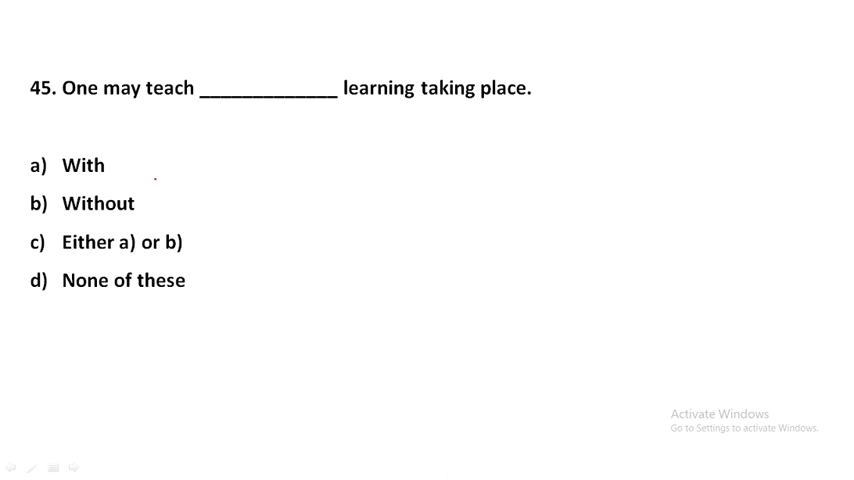 45. One may teach _____________ learning taking place.
a) With
b) Without
c) Either a) or b)
d) None of these
Activate Windows
Go to Settings to activate Windows.